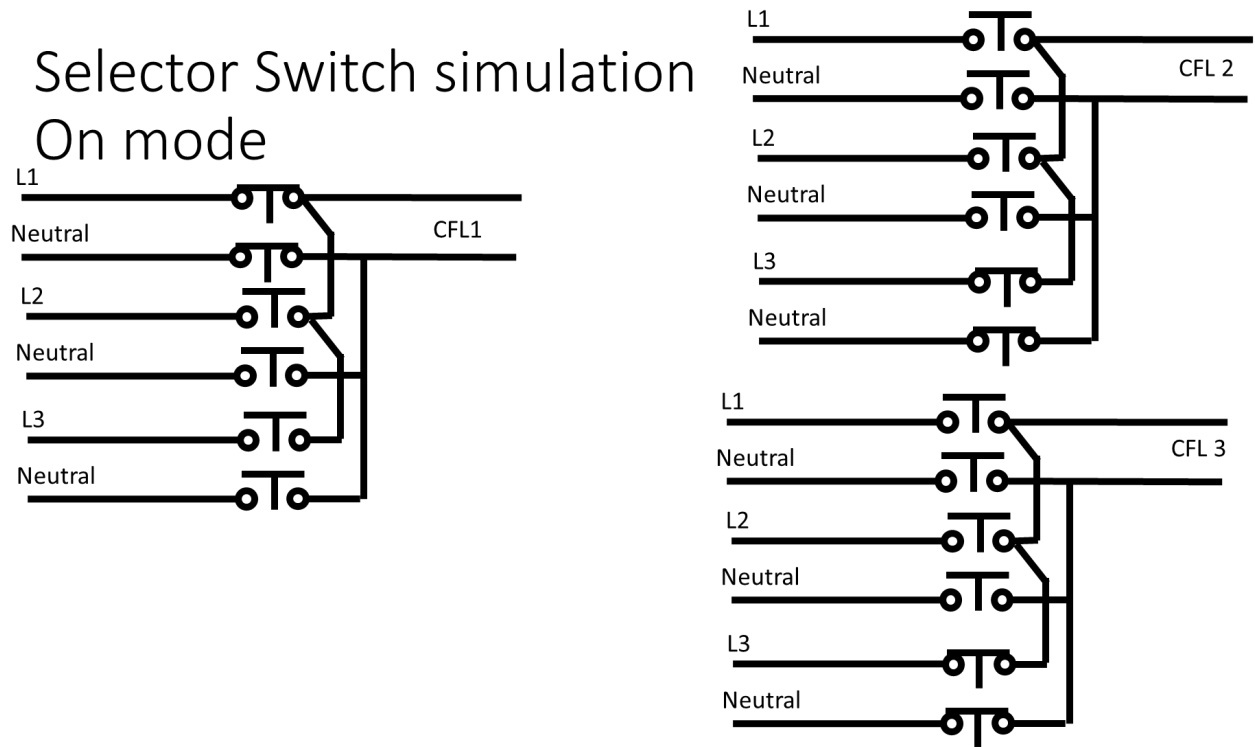 Selector Switch simulation
On mode
L1
Neutral
CFL1
L2
Neutral
L3
Neutral
L1
Neutral
CFL 2
L2
Neutral
L3
Neutral
L1
Neutral
CFL 3
L2
Neutral
L3
Neutral